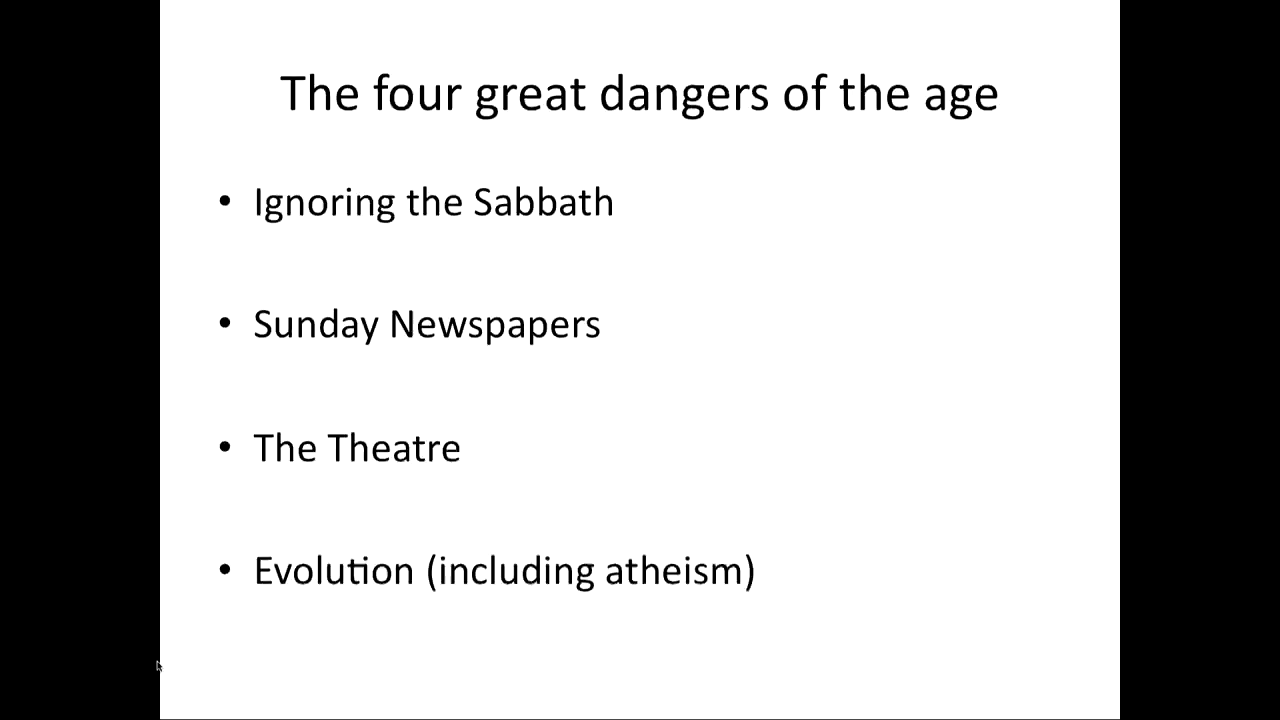 The four great dangers of the age
• Ignoring the Sabbath
• Sunday Newspapers
• The Theatre
• Evolution (including atheism)